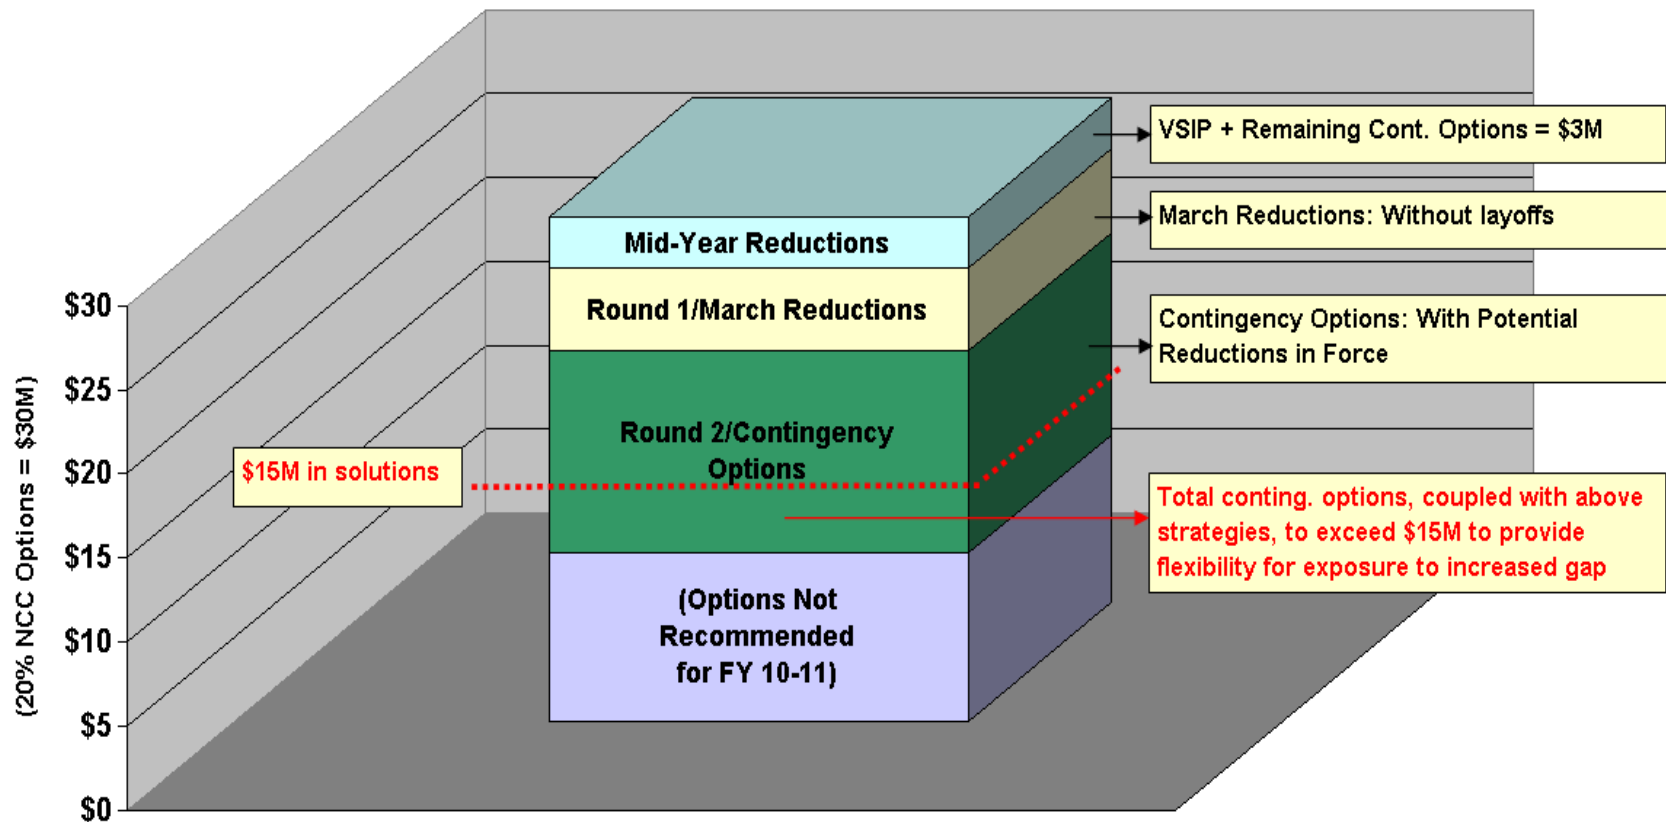 VSIP + Remaining Cont. Options = $3M
March Reductions: Without layoffs
Mid-Year Reductions
Round 1/March Reductions
Contingency Options: With Potential
Reductions in Force
Round 2/Contingency
Options
$15M in solutions
Total conting. options, coupled with above
strategies, to exceed $15M to provide
flexibility for exposure to increased gap
(Options Not
Recommended
for FY 10-11)
(20% NCC Options = $30M)
$30
$25
$20
$15
$10
$5
$0